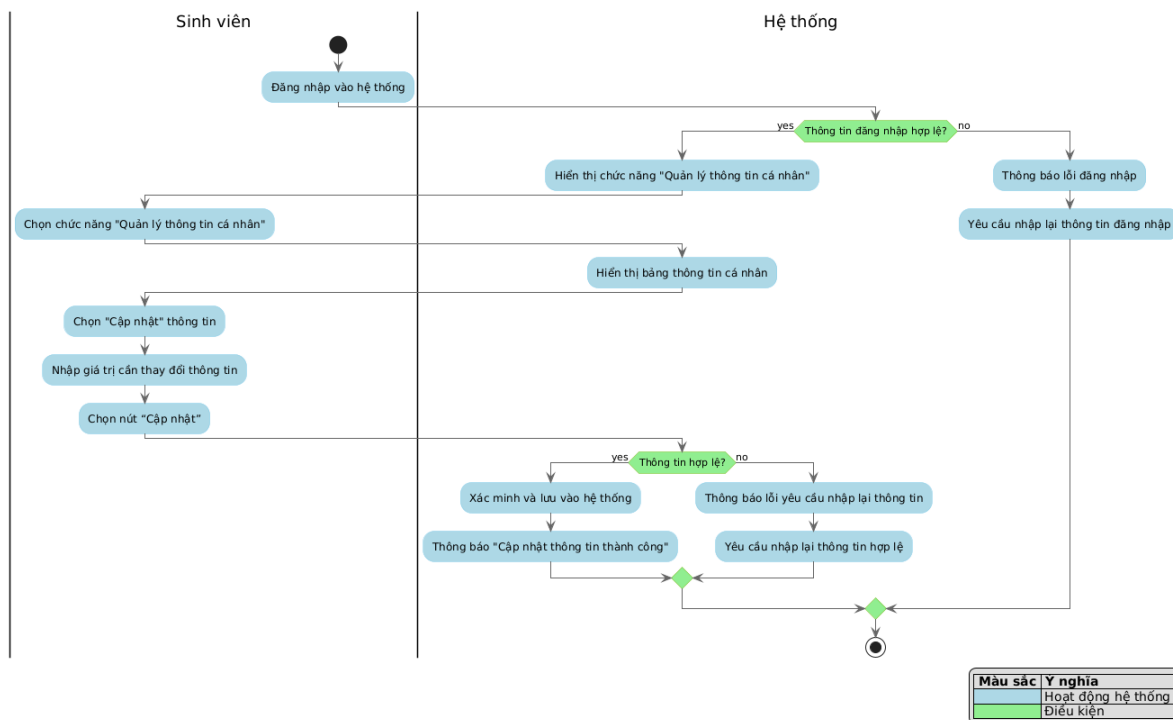 Sinh viên
Hệ thống
Đăng nhập vào hệ thống
yes
Thông tin đăng nhập hợp lệ?
no
Hiển thị chức năng "Quản lý thông tin cá nhân"
Thông báo lỗi đăng nhập
Chọn chức năng "Quản lý thông tin cá nhân"
Yêu cầu nhập lại thông tin đăng nhập
Hiển thị bảng thông tin cá nhân
Chọn "Cập nhật" thông tin
Nhập giá trị cần thay đổi thông tin
Chọn nút “Cập nhật”
yes
Thông tin hợp lệ?
no
Xác minh và lưu vào hệ thống
Thông báo lỗi yêu cầu nhập lại thông tin
Thông báo "Cập nhật thông tin thành công"
Yêu cầu nhập lại thông tin hợp lệ
Màu sắc Ý nghĩa
Hoạt động hệ thống
Điều kiện